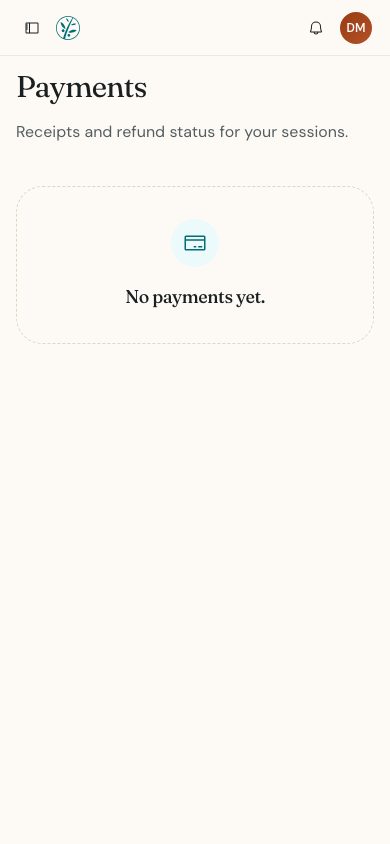 DM
Payments
Receipts and refund status for your sessions.
No payments yet.